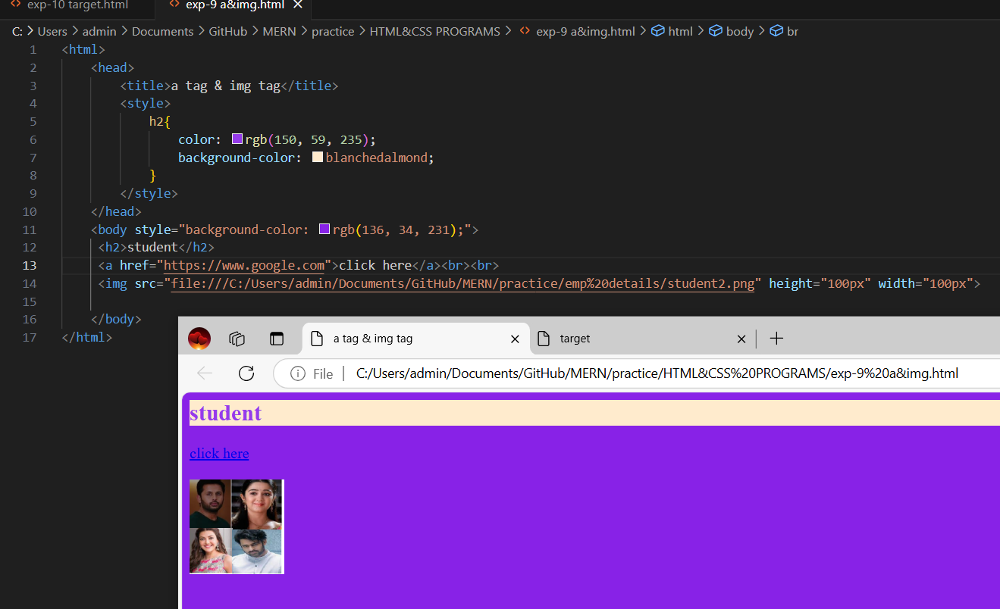 exp-10 target.html exp-9 a&img.html
C: > Users > admin > Documents > GitHub > MERN > practice > HTML&CSS PROGRAMS > exp-9 a&img.html > html > body > br
1 <html>
2 <head>
3 <title>a tag & img tag</title>
4 <style>
5 h2{
6 color: rgb(150, 59, 235);
7 background-color: blanchedalmond;
8 }
9 </style>
10 </head>
11 <body style="background-color: rgb(136, 34, 231);">
12 <h2>student</h2>
13 <a href="https://www.google.com">click here</a><br><br>
14 <img src="file:///C:/Users/admin/Documents/GitHub/MERN/practice/emp%20details/student2.png" height="100px" width="100px">
15
16 </body>
17 </html>
a tag & img tag target
File C:/Users/admin/Documents/GitHub/MERN/practice/HTML&CSS%20PROGRAMS/exp-9%20a&img.html
student
click here